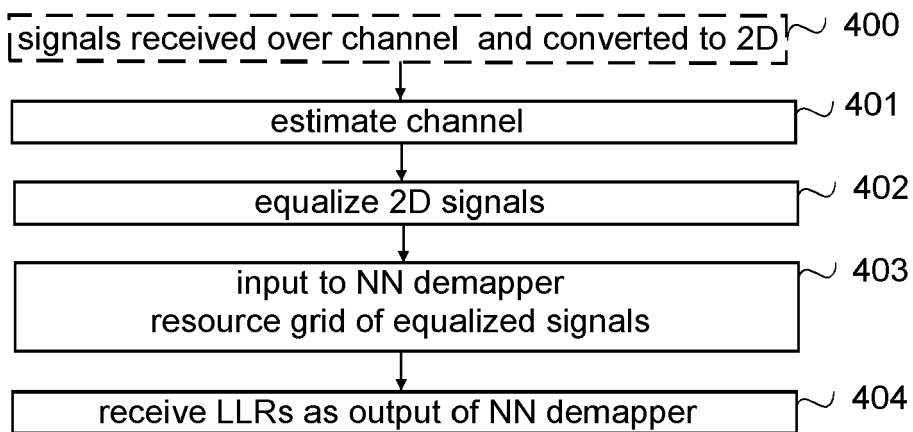 signals received over channel and converted to 2D 400
estimate channel 401
equalize 2D signals 402
input to NN demapper 403
resource grid of equalized signals
receive LLRs as output of NN demapper 404